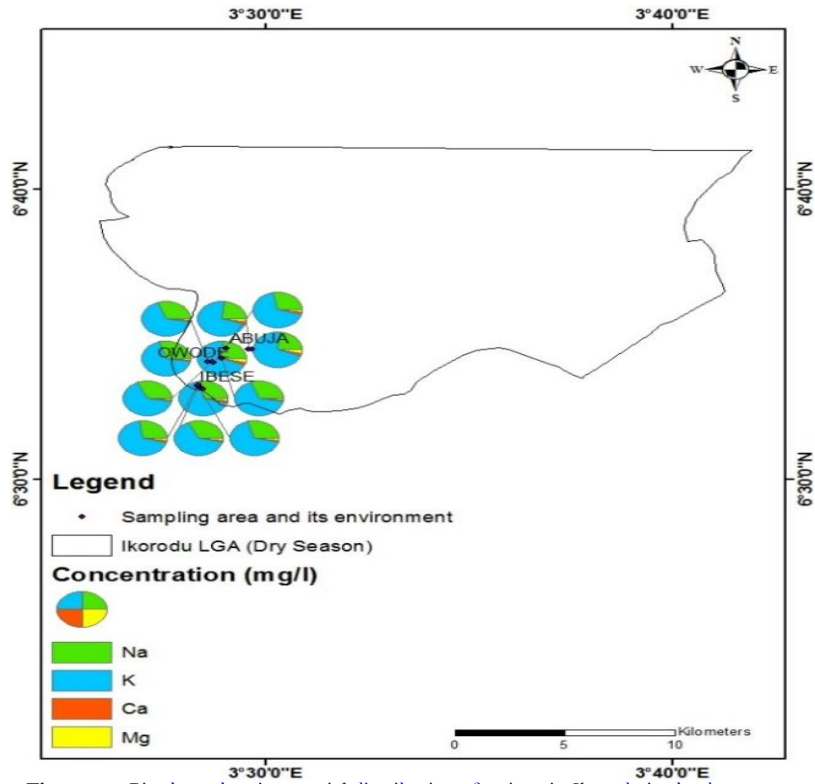 3°30'0"E 3°40'0"E
N
W E
S
6°40'0"N 6°40'0"N
ABUJA
OWODE
IBESE
6°30'0"N 6°30'0"N
Legend
Sampling area and its environment
Ikorodu LGA (Dry Season)
Concentration (mg/l)
Na
K
Ca
Mg
Kilometers
0 5 10
3°30'0"E 3°40'0"E